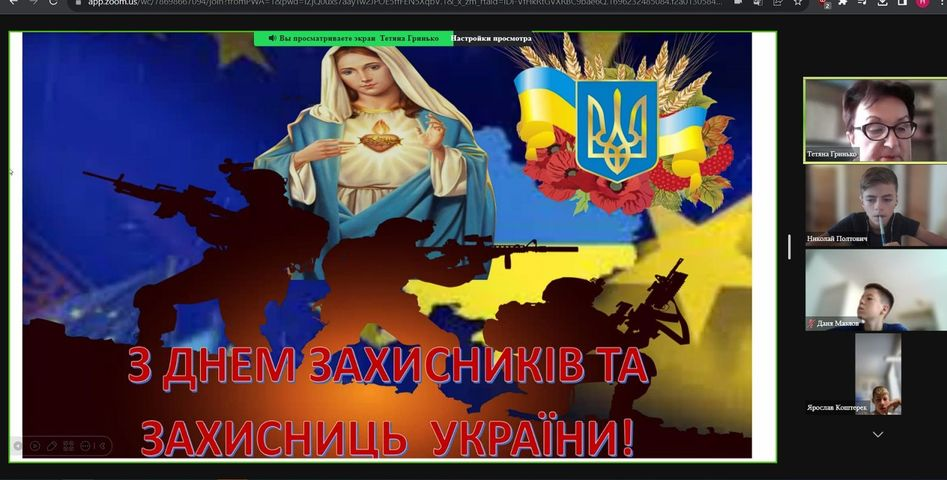 Вы просматриваете экран Тетяна Гринько
Настройки просмотра
З ДНЕМ ЗАХИСНИКІВ ТА
ЗАХИСНИЦЬ УКРАЇНИ!
Тетяна Гринько
Николай Полтович
Даня Мавлов
Ярослав Коштерек